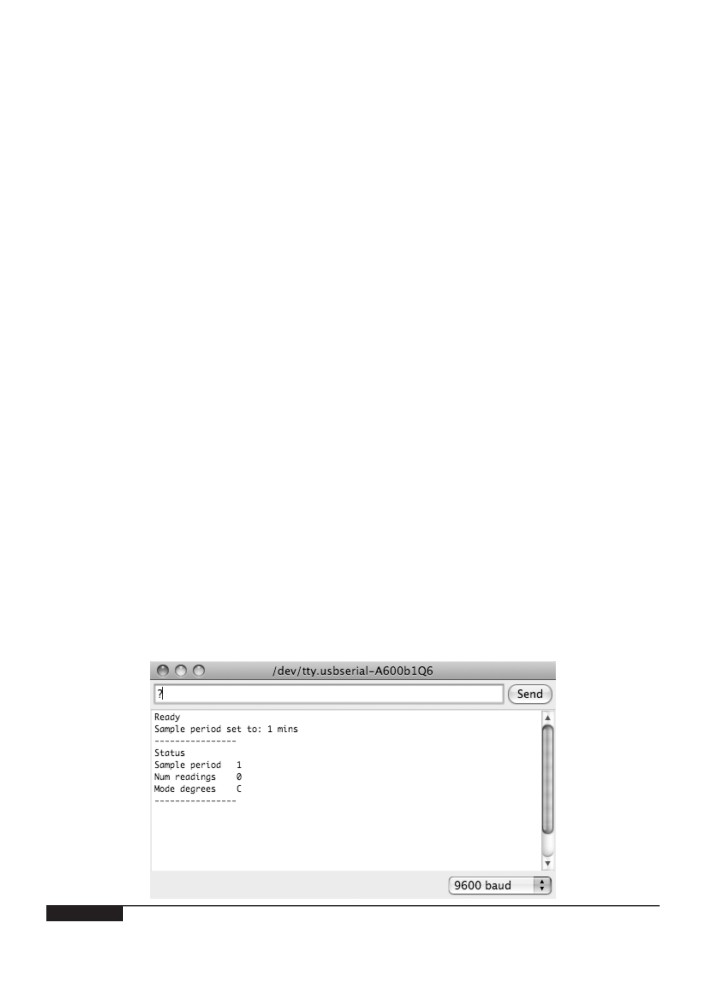 /dev/tty.usbserial-A600b1Q6
?
Send
Ready
Sample period set to: 1 mins
----------------
Status
Sample period 1
Num readings 0
Mode degrees C
----------------
9600 baud